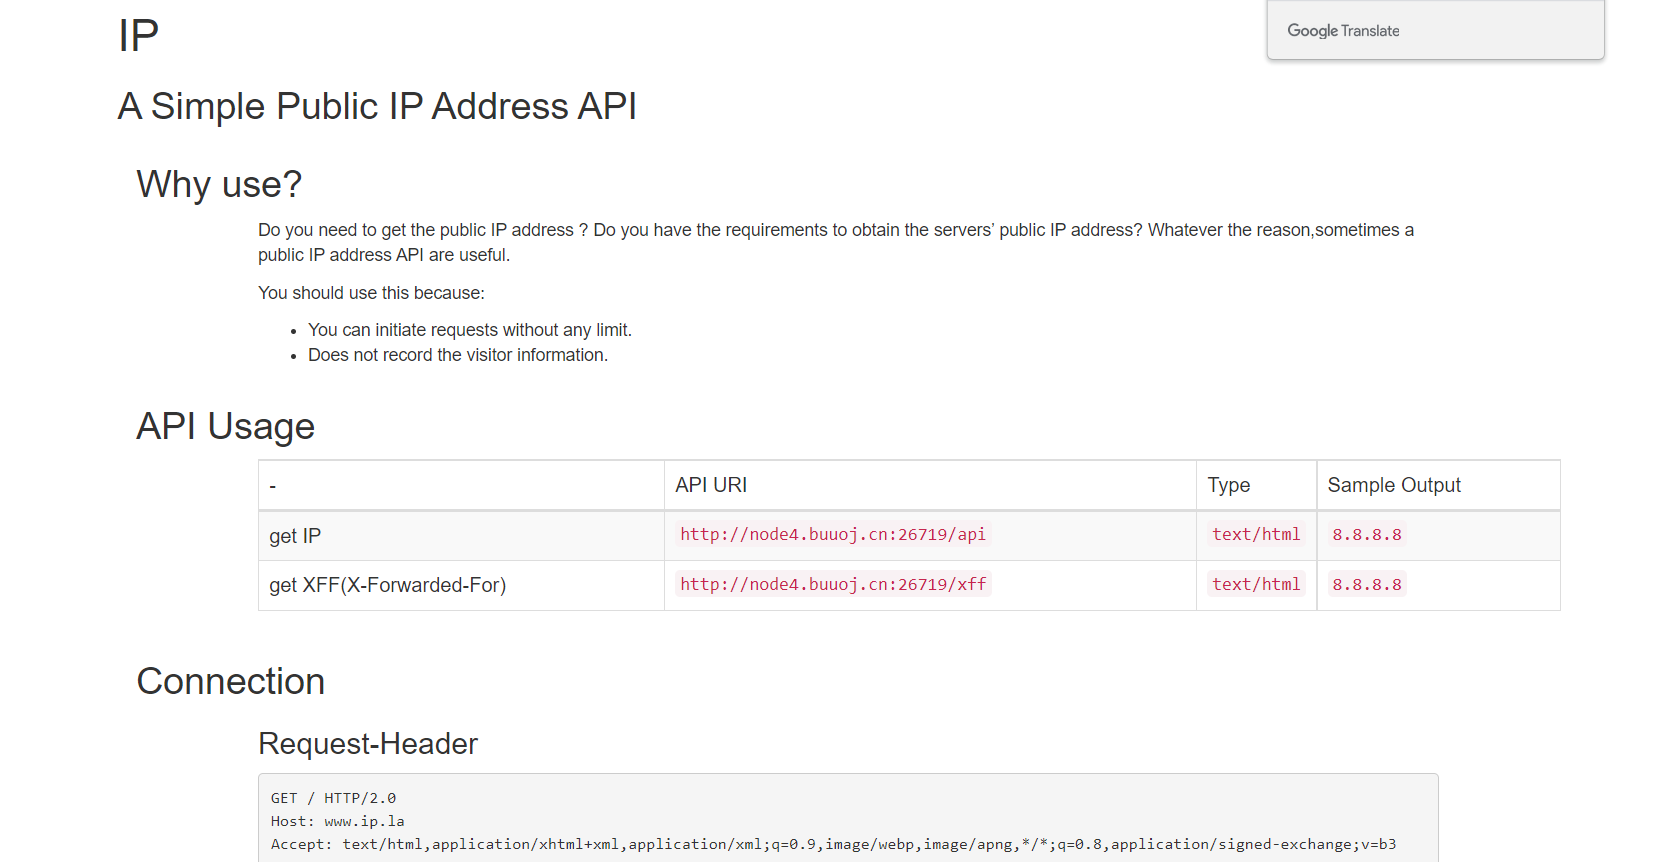 IP
Google Translate
A Simple Public IP Address API
Why use?
Do you need to get the public IP address ? Do you have the requirements to obtain the servers’ public IP address? Whatever the reason,sometimes a
public IP address API are useful.
You should use this because:
• You can initiate requests without any limit.
• Does not record the visitor information.
API Usage
- API URI Type Sample Output
get IP http://node4.buuoj.cn:26719/api text/html 8.8.8.8
get XFF(X-Forwarded-For) http://node4.buuoj.cn:26719/xff text/html 8.8.8.8
Connection
Request-Header
GET / HTTP/2.0
Host: www.ip.la
Accept: text/html,application/xhtml+xml,application/xml;q=0.9,image/webp,image/apng,*/*;q=0.8,application/signed-exchange;v=b3